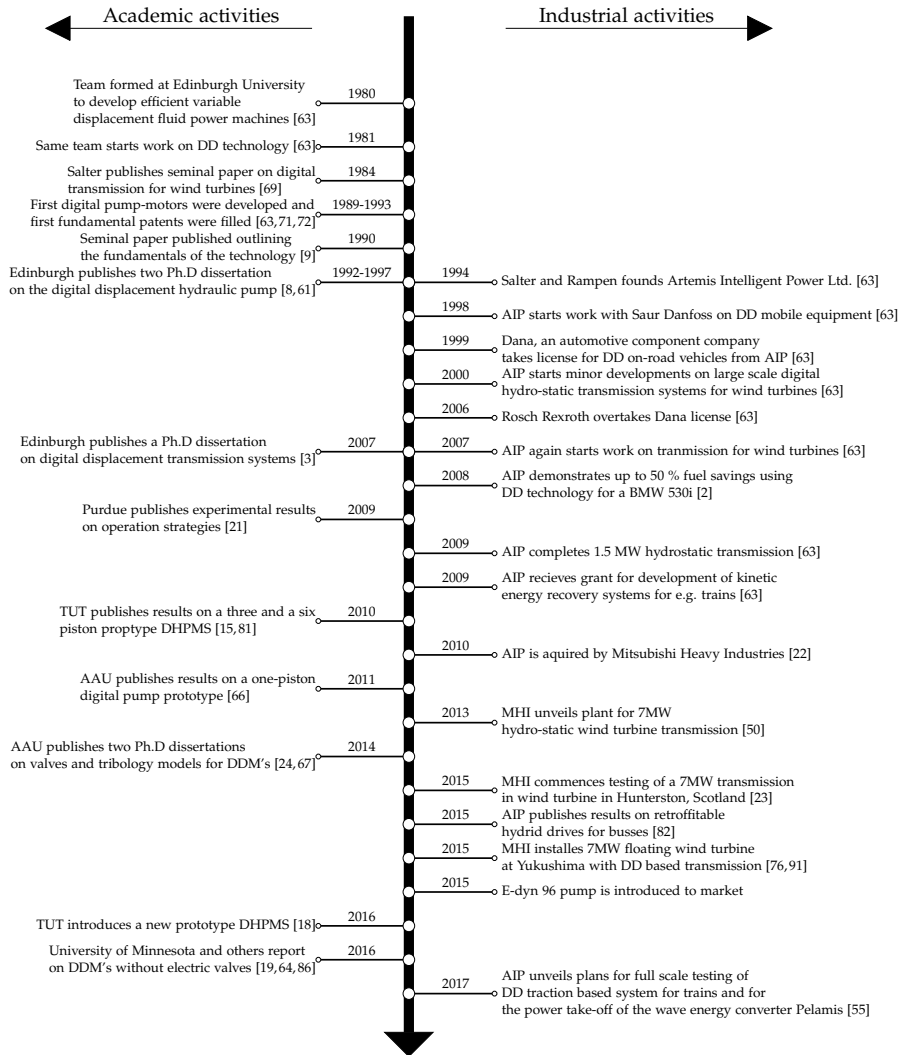 Academic activities
Industrial activities
Team formed at Edinburgh University
to develop efficient variable
displacement fluid power machines [63]
1980
Same team starts work on DD technology [63]
1981
Salter publishes seminal paper on digital
transmission for wind turbines [69]
1984
First digital pump-motors were developed and
first fundamental patents were filled [63,71,72]
1989-1993
Seminal paper published outlining
the fundamentals of the technology [9]
1990
Edinburgh publishes two Ph.D dissertation
on the digital displacement hydraulic pump [8,61]
1992-1997
1994
Salter and Rampen founds Artemis Intelligent Power Ltd. [63]
1998
AIP starts work with Saur Danfoss on DD mobile equipment [63]
1999
Dana, an automotive component company
takes license for DD on-road vehicles from AIP [63]
2000
AIP starts minor developments on large scale digital
hydro-static transmission systems for wind turbines [63]
2006
Rosch Rexroth overtakes Dana license [63]
Edinburgh publishes a Ph.D dissertation
on digital displacement transmission systems [3]
2007
2007
AIP again starts work on tranmission for wind turbines [63]
2008
AIP demonstrates up to 50 % fuel savings using
DD technology for a BMW 530i [2]
Purdue publishes experimental results
on operation strategies [21]
2009
2009
AIP completes 1.5 MW hydrostatic transmission [63]
2009
AIP recieves grant for development of kinetic
energy recovery systems for e.g. trains [63]
TUT publishes results on a three and a six
piston proptype DHPMS [15,81]
2010
2010
AIP is aquired by Mitsubishi Heavy Industries [22]
AAU publishes results on a one-piston
digital pump prototype [66]
2011
2013
MHI unveils plant for 7MW
hydro-static wind turbine transmission [50]
AAU publishes two Ph.D dissertations
on valves and tribology models for DDM's [24,67]
2014
2015
MHI commences testing of a 7MW transmission
in wind turbine in Hunterston, Scotland [23]
2015
AIP publishes results on retroffitable
hydrid drives for busses [82]
2015
MHI installes 7MW floating wind turbine
at Yukushima with DD based transmission [76,91]
2015
E-dyn 96 pump is introduced to market
TUT introduces a new prototype DHPMS [18]
2016
University of Minnesota and others report
on DDM's without electric valves [19,64,86]
2016
2017
AIP unveils plans for full scale testing of
DD traction based system for trains and for
the power take-off of the wave energy converter Pelamis [55]